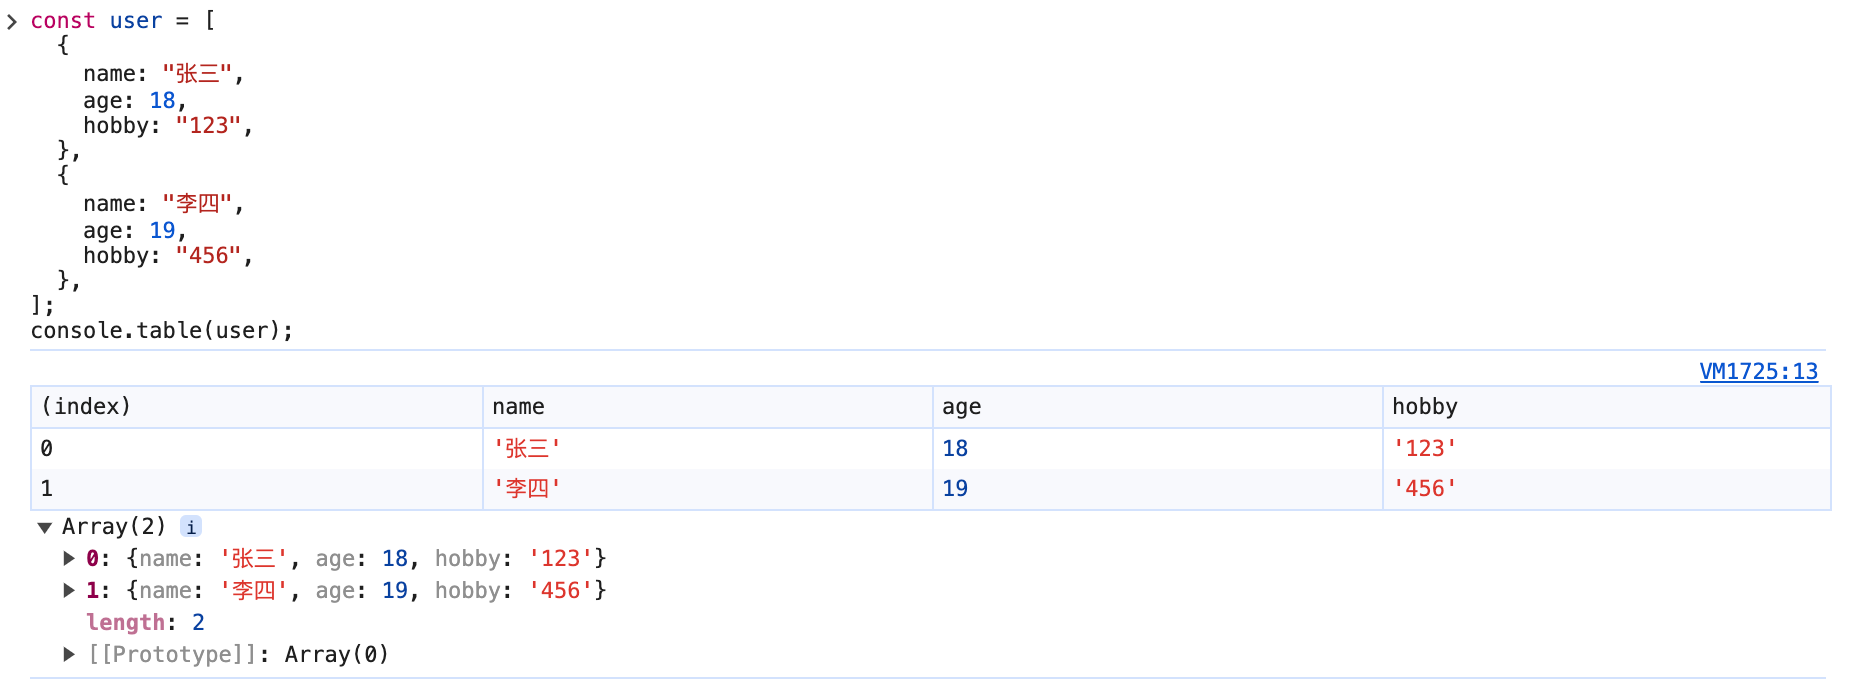 const user = [
  {
    name: "张三",
    age: 18,
    hobby: "123",
  },
  {
    name: "李四",
    age: 19,
    hobby: "456",
  },
];
console.table(user);
VM1725:13
(index) name age hobby
0 '张三' 18 '123'
1 '李四' 19 '456'
Array(2) i
0: {name: '张三', age: 18, hobby: '123'}
1: {name: '李四', age: 19, hobby: '456'}
length: 2
[[Prototype]]: Array(0)